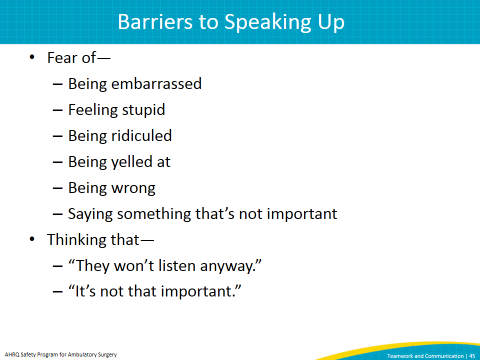 Barriers to Speaking Up
• Fear of—
– Being embarrassed
– Feeling stupid
– Being ridiculed
– Being yelled at
– Being wrong
– Saying something that’s not important
• Thinking that—
– “They won’t listen anyway.”
– “It’s not that important.”
AHRQ Safety Program for Ambulatory Surgery
Teamwork and Communication | 45